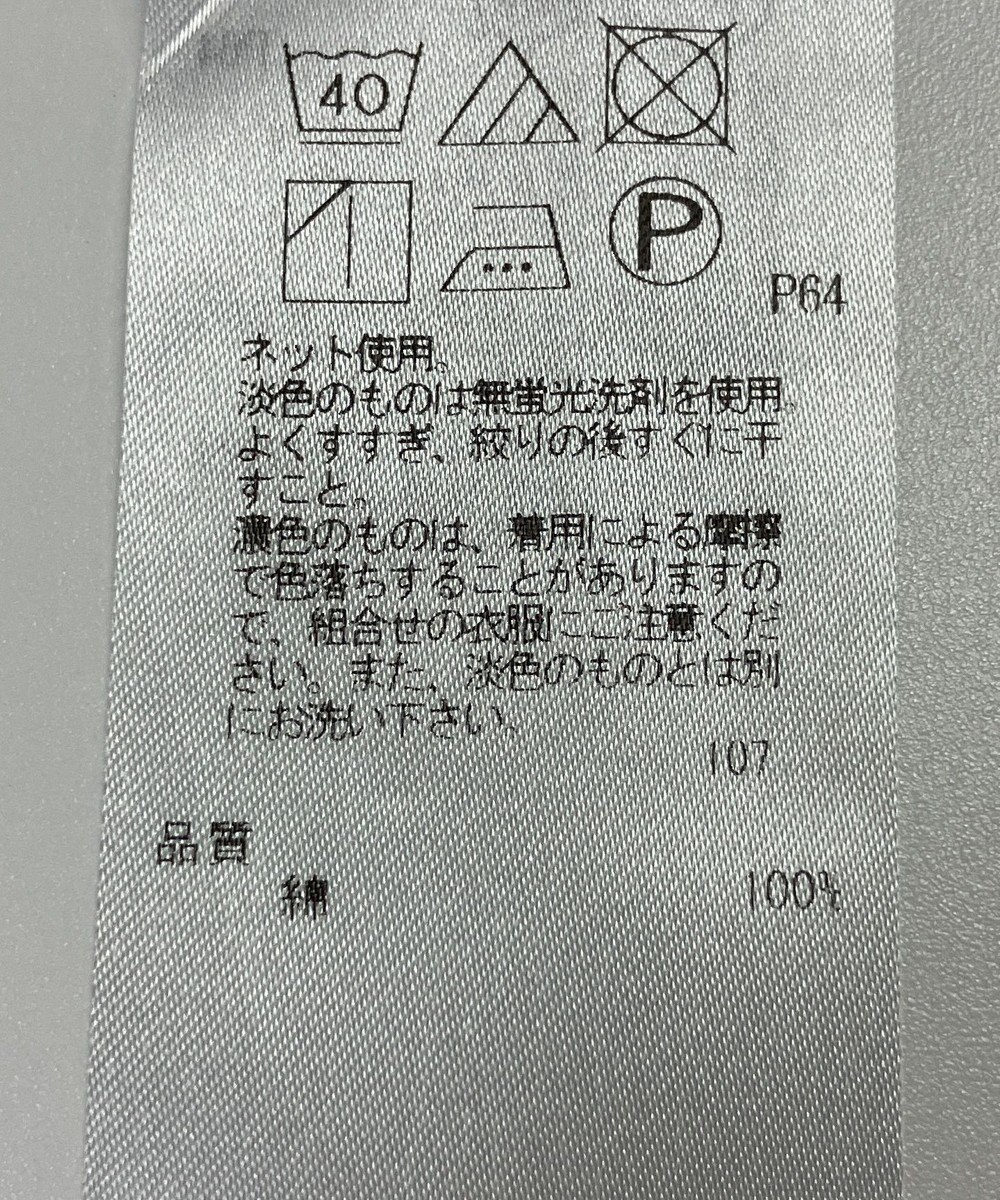 40
P
P64
ネット使用。
淡色のものは無蛍光洗剤を使用。
よくすすぎ、絞りの後すぐに干
すこと。
濃色のものは、着用による摩擦
で色落ちすることがありますの
で、組合せの衣服にご注意くだ
さい。また、淡色のものとは別
にお洗い下さい。
107
品質
綿 100%